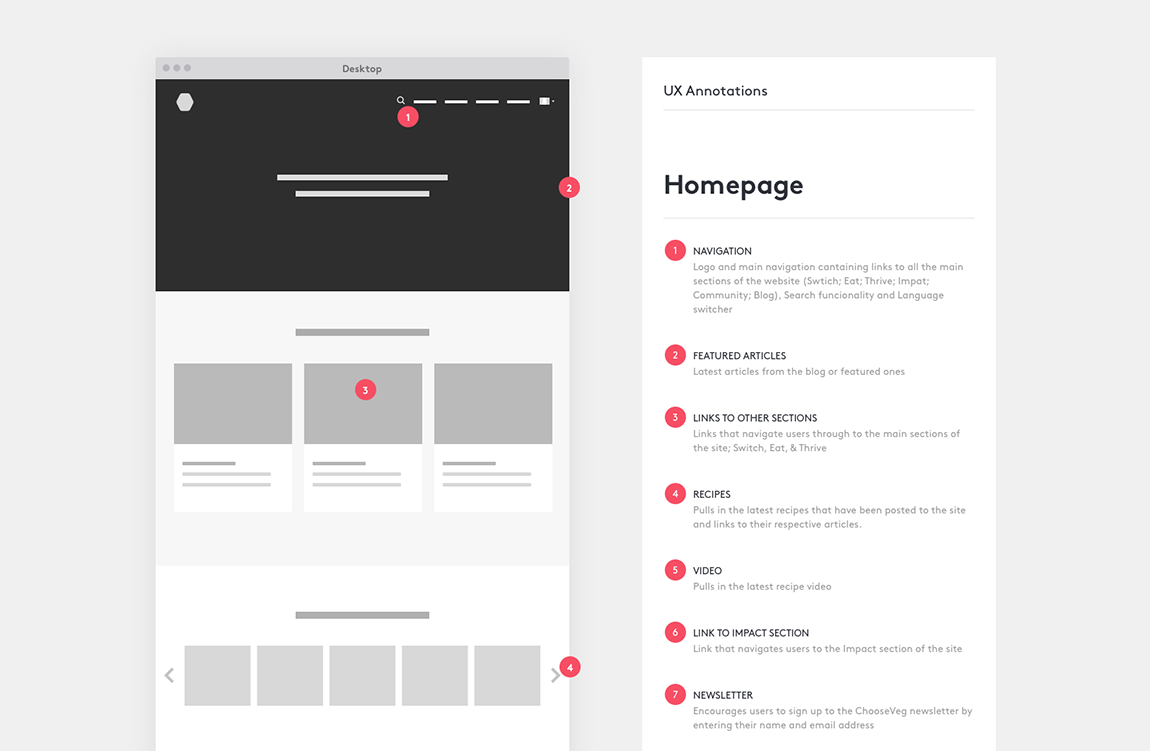 Desktop
1
2
3
4
UX Annotations
Homepage
1 NAVIGATION
Logo and main navigation cantaining links to all the main
sections of the website (Swtich; Eat; Thrive; Impat;
Community; Blog), Search funcionality and Language
switcher
2 FEATURED ARTICLES
Latest articles from the blog or featured ones
3 LINKS TO OTHER SECTIONS
Links that navigate users through to the main sections of
the site; Switch, Eat, & Thrive
4 RECIPES
Pulls in the latest recipes that have been posted to the site
and links to their respective articles.
5 VIDEO
Pulls in the latest recipe video
6 LINK TO IMPACT SECTION
Link that navigates users to the Impact section of the site
7 NEWSLETTER
Encourages users to sign up to the ChooseVeg newsletter by
entering their name and email address